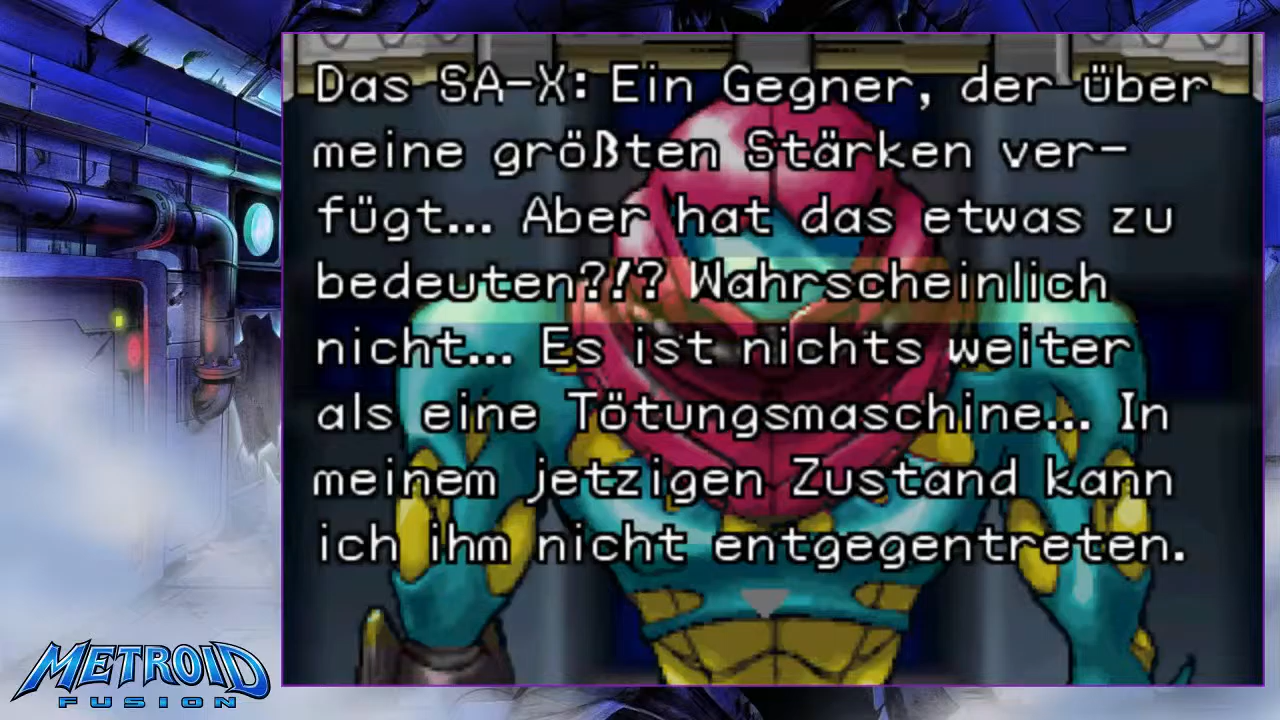 Das SA-X: Ein Gegner, der über
meine größten Stärken ver-
fügt... Aber hat das etwas zu
bedeuten?!? Wahrscheinlich
nicht... Es ist nichts weiter
als eine Tötungsmaschine... In
meinem jetzigen Zustand kann
ich ihm nicht entgegentreten.
METROID
FUSION